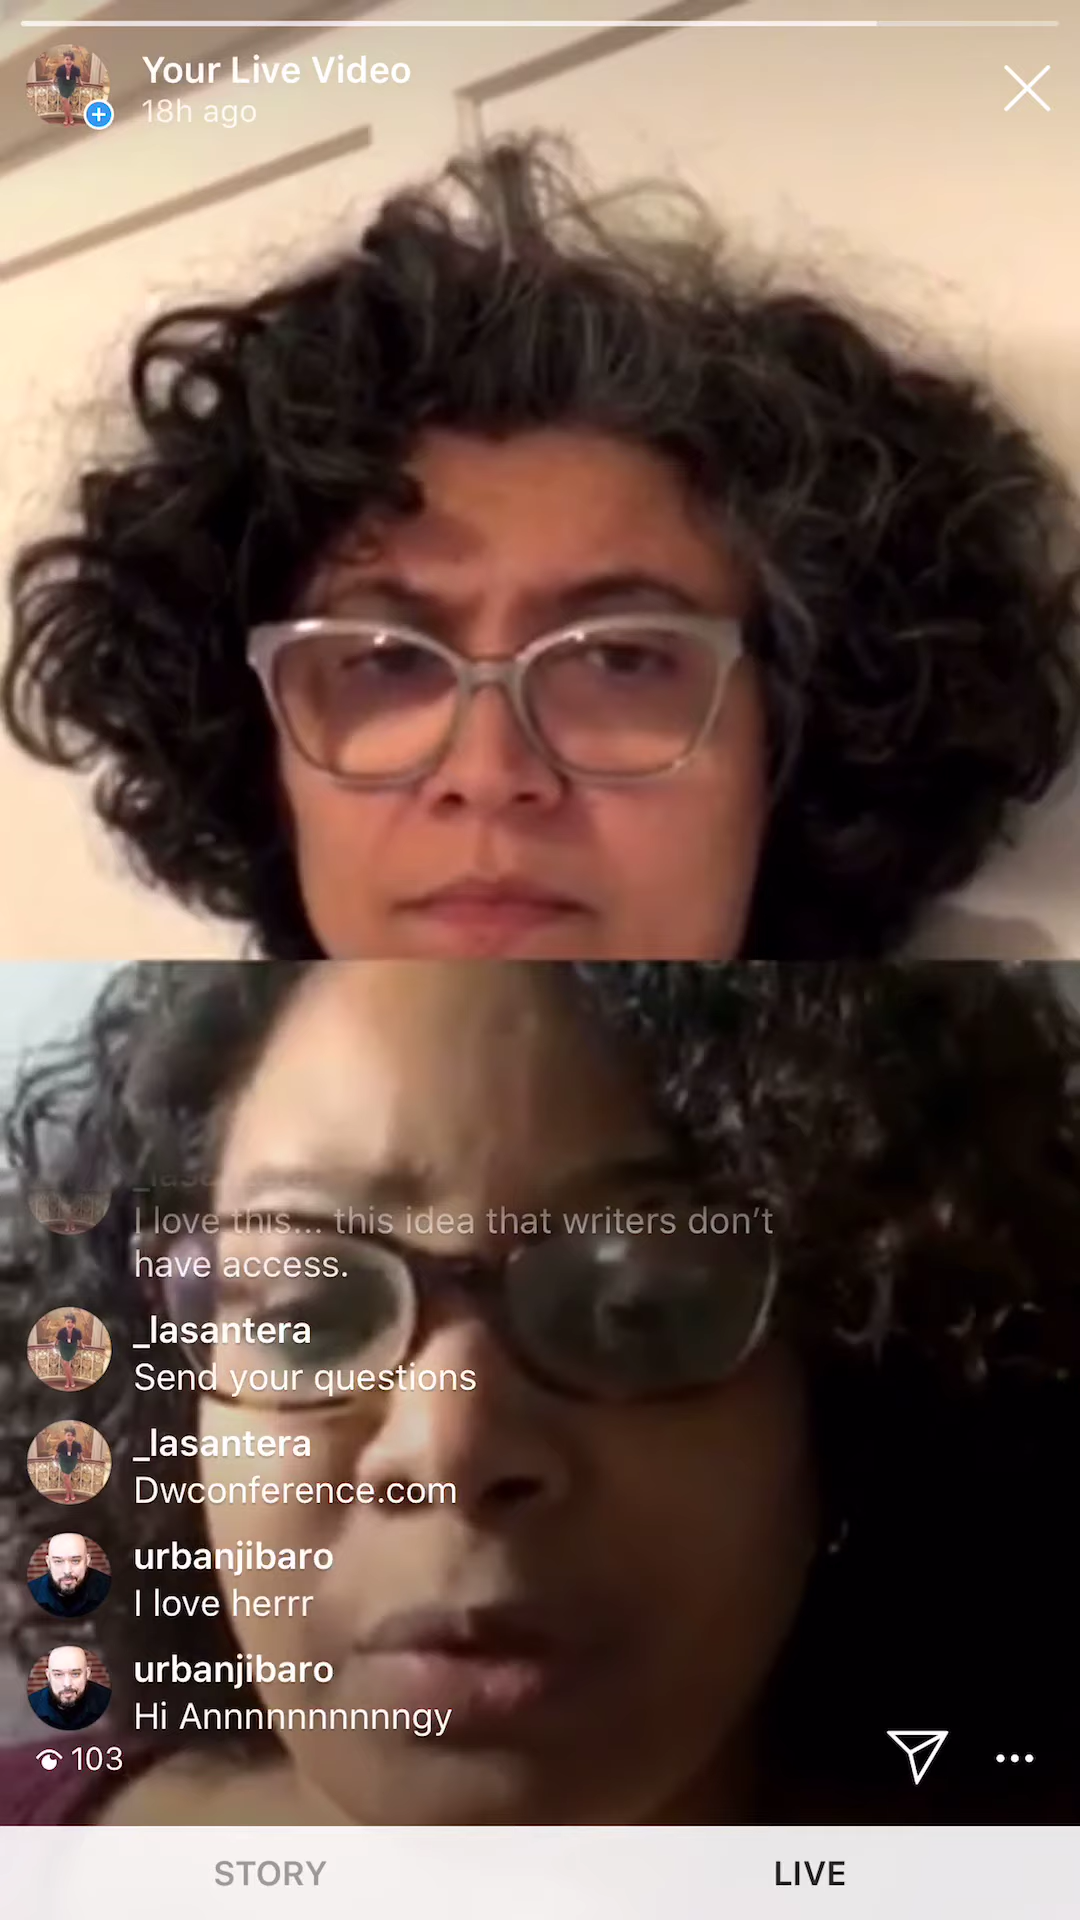 Your Live Video
18h ago
I love this... this idea that writers don’t
have access.
_lasantera
Send your questions
_lasantera
Dwconference.com
urbanjibaro
I love herrr
urbanjibaro
Hi Annnnnnnnnngy
103
STORY
LIVE